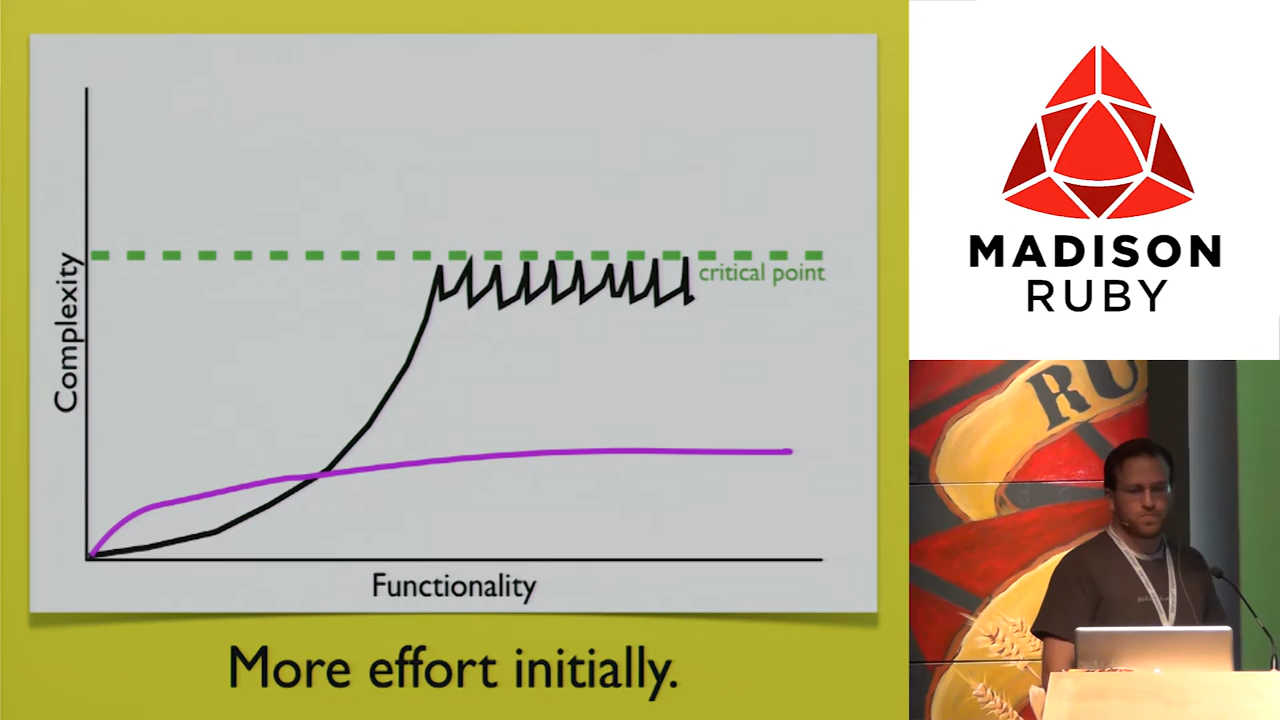 Complexity
critical point
Functionality
More effort initially.
MADISON
RUBY
RU